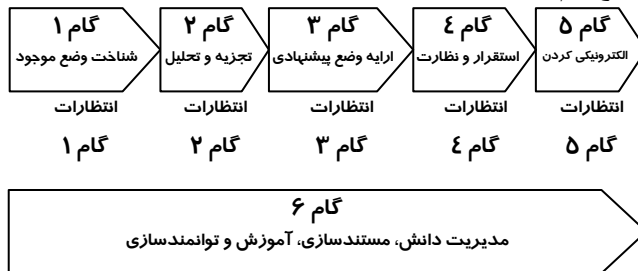 گام ۱
شناخت وضع موجود
گام ۲
تجزیه و تحلیل
گام ۳
ارایه وضع پیشنهادی
گام ٤
استقرار و نظارت
گام ۵
الکترونیکی کردن
انتظارات
گام ۱
انتظارات
گام ۲
انتظارات
گام ۳
انتظارات
گام ٤
انتظارات
گام ۵
گام ۶
مدیریت دانش، مستندسازی، آموزش و توانمندسازی